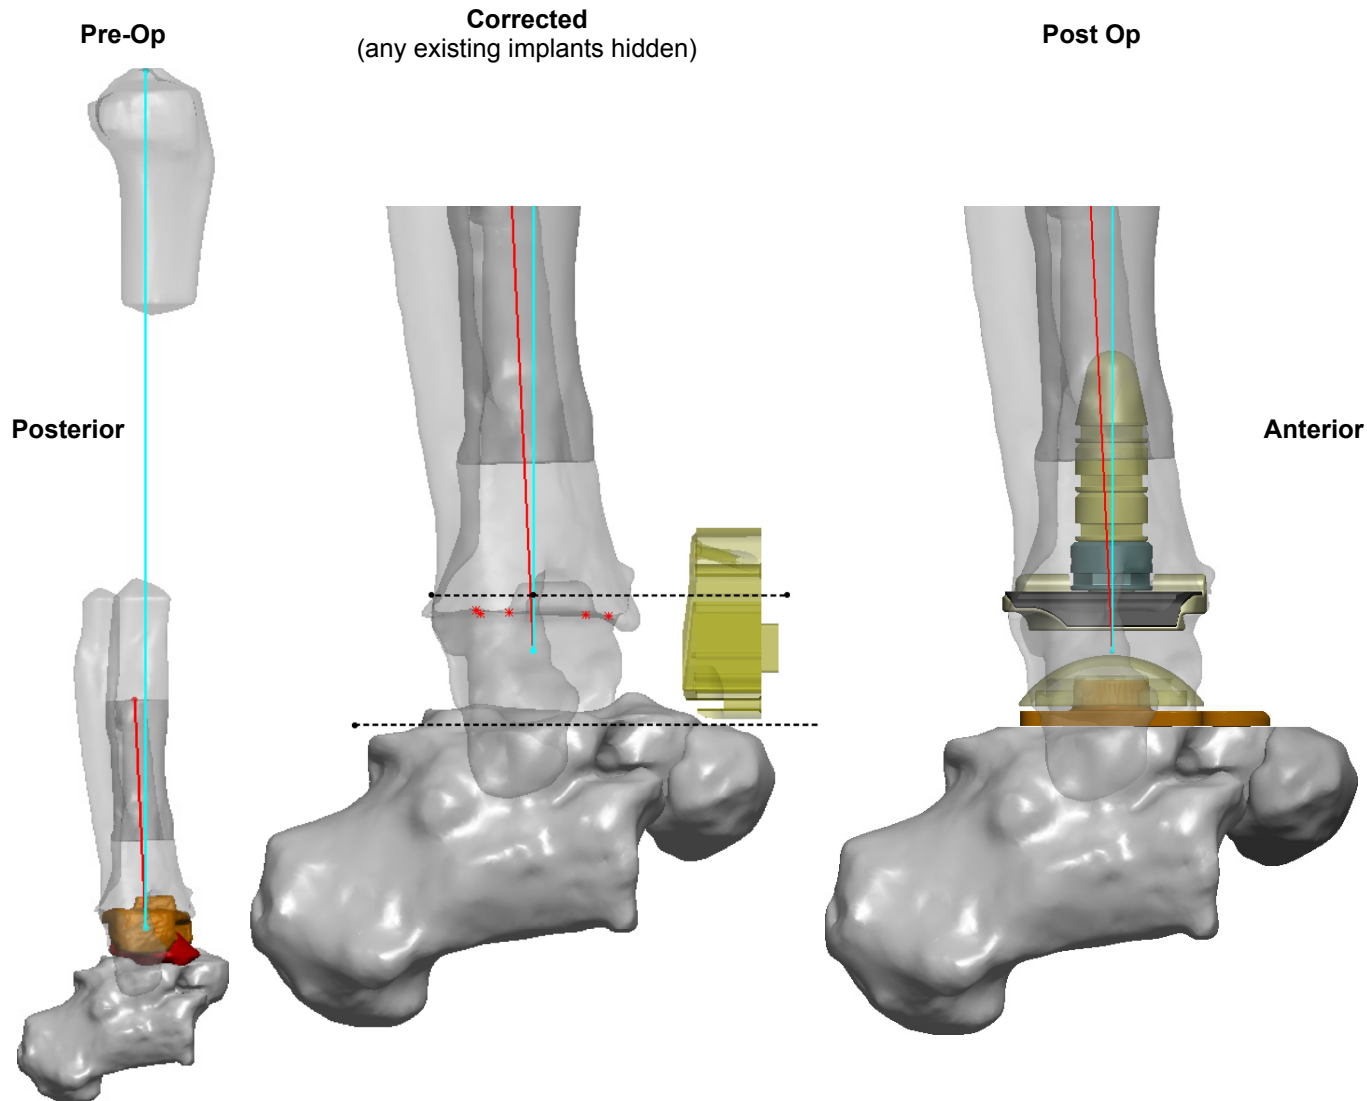 Pre-Op
Corrected
(any existing implants hidden)
Post Op
Posterior
Anterior